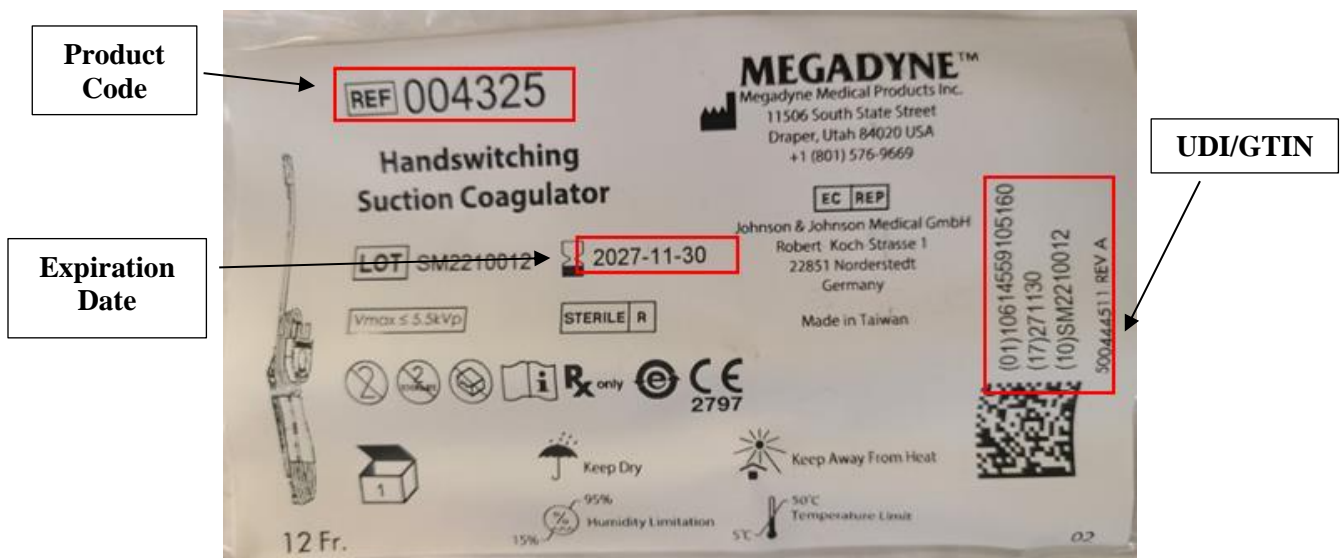 Product
Code
REF 004325
Handswitching
Suction Coagulator
Expiration
Date
LOT SM2210012
2027-11-30
Vmax ≤ 5.5kVp
STERILE R
2
2
Rx only
CE
2797
1
Keep Dry
Keep Away From Heat
95%
%
Humidity Limitation
15%
50°C
Temperature Limit
5°C
12 Fr.
02
MEGADYNE™
Megadyne Medical Products Inc.
11506 South State Street
Draper, Utah 84020 USA
+1 (801) 576-9669
EC REP
Johnson & Johnson Medical GmbH
Robert Koch-Strasse 1
22851 Norderstedt
Germany
Made in Taiwan
UDI/GTIN
(01)10614559105160
(17)271130
(10)SM2210012
50044451 1 REV A